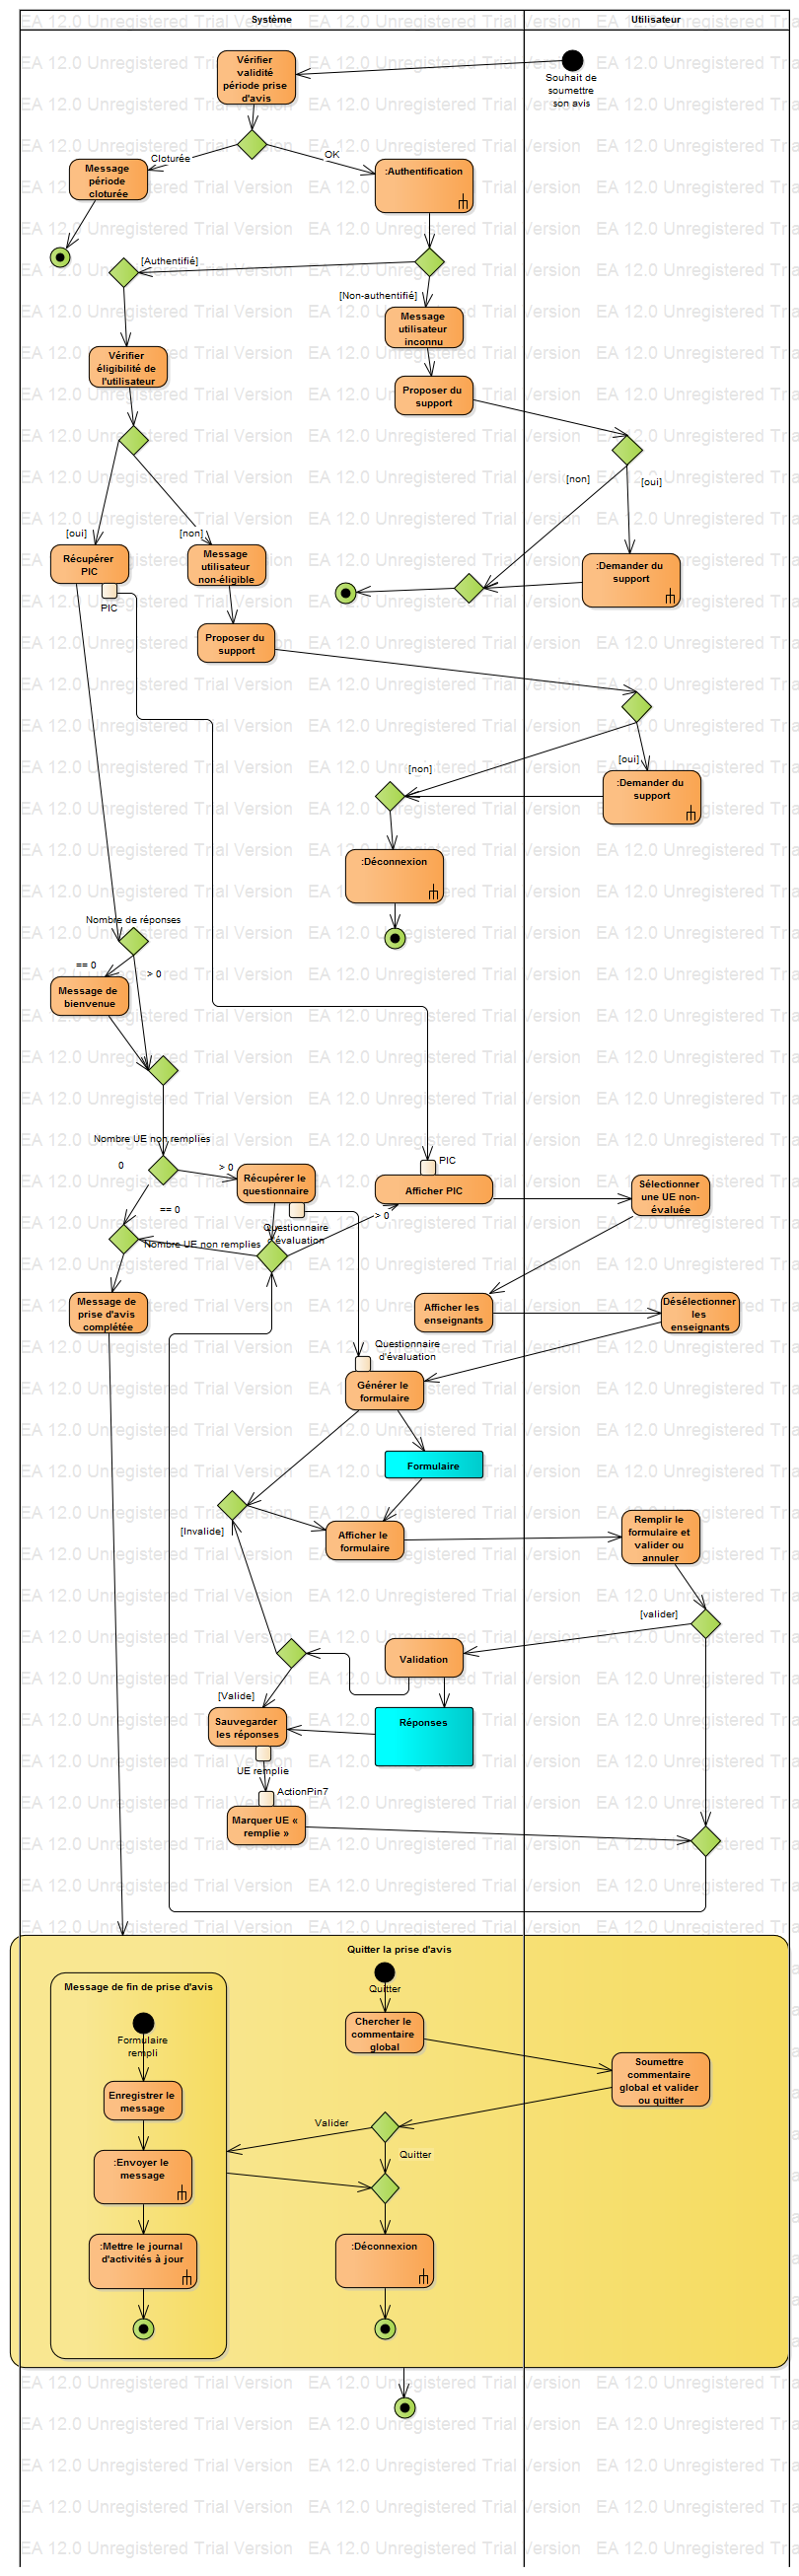 Système
Utilisateur
Vérifier
validité
période prise
d'avis
Souhait de
soumettre
son avis
Cloturée
OK
Message
période
cloturée
:Authentification
[Authentifié]
[Non-authentifié]
Message
utilisateur
inconnu
Vérifier
éligibilité de
l'utilisateur
Proposer du
support
[non]
[oui]
[oui]
[non]
Récupérer
PIC
PIC
Message
utilisateur
non-éligible
:Demander du
support
Proposer du
support
[non]
[oui]
:Demander du
support
:Déconnexion
Nombre de réponses
== 0
> 0
Message de
bienvenue
Nombre UE non remplies
0
> 0
Récupérer le
questionnaire
PIC
Afficher PIC
Sélectionner
une UE non-
évaluée
== 0
> 0
Questionnaire
d'évaluation
Nombre UE non remplies
Message de
prise d'avis
complétée
Afficher les
enseignants
Désélectionner
les
enseignants
Questionnaire
d'évaluation
Générer le
formulaire
Formulaire
[Invalide]
Afficher le
formulaire
Remplir le
formulaire et
valider ou
annuler
[valider]
Validation
[Valide]
Sauvegarder
les réponses
Réponses
UE remplie
ActionPin7
Marquer UE «
remplie »
Quitter la prise d'avis
Message de fin de prise d'avis
Quitter
Formulaire
rempli
Chercher le
commentaire
global
Soumettre
commentaire
global et valider
ou quitter
Enregistrer le
message
Valider
Quitter
:Envoyer le
message
:Mettre le journal
d'activités à jour
:Déconnexion
EA 12.0 Unregistered Trial Version